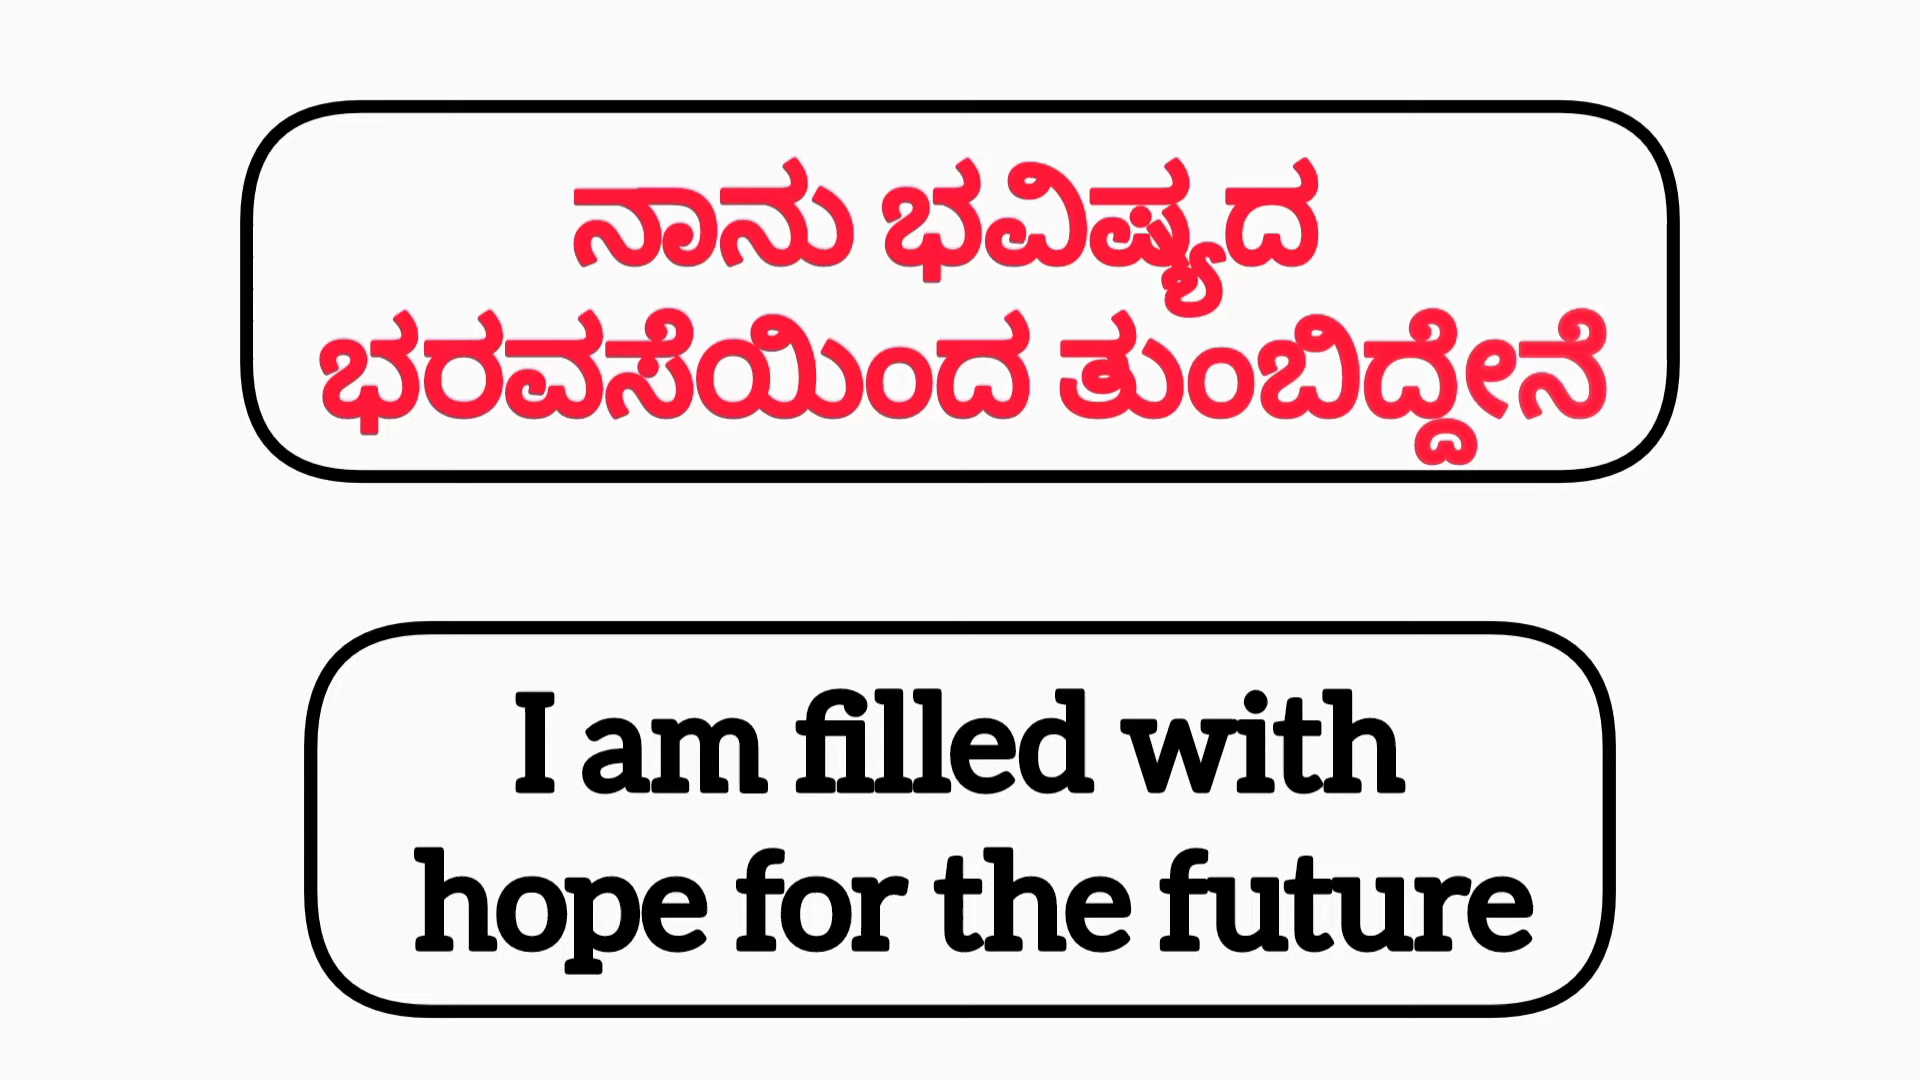 ನಾನು ಭವಿಷ್ಯದ
ಭರವಸೆಯಿಂದ ತುಂಬಿದ್ದೇನೆ
I am filled with
hope for the future